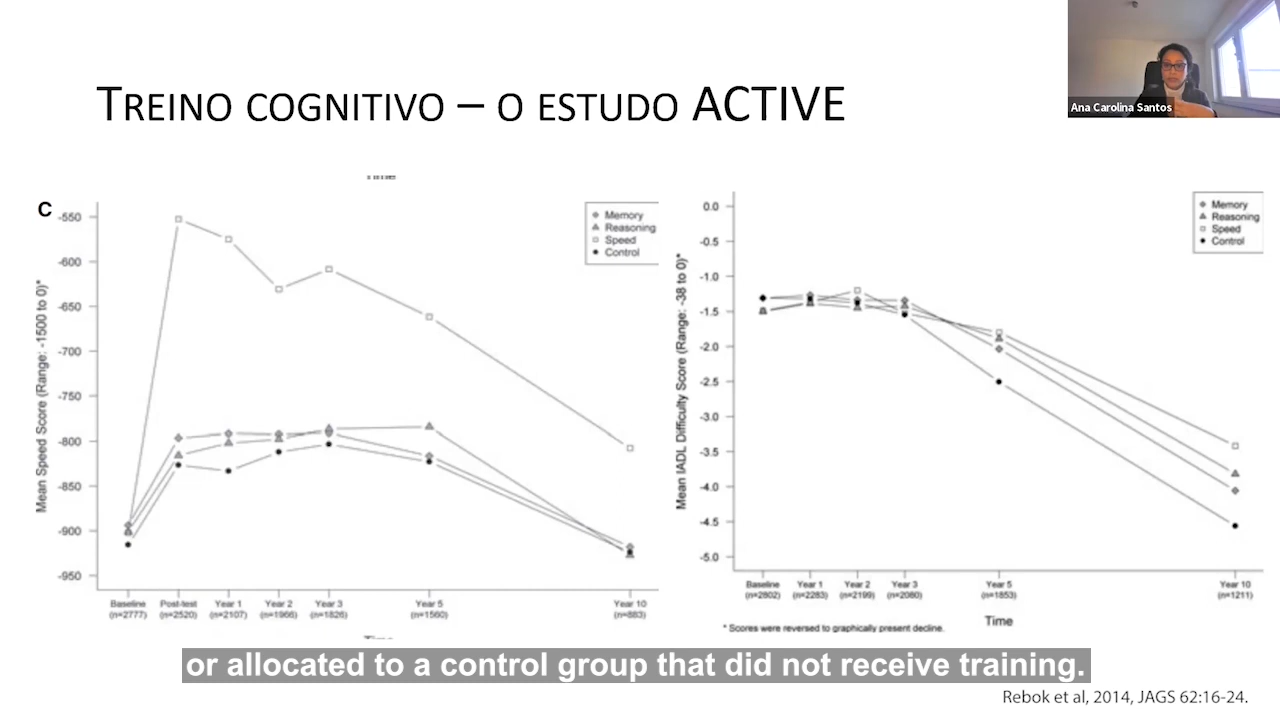 Ana Carolina Santos
TREINO COGNITIVO – O ESTUDO ACTIVE
C
Mean Speed Score (Range: -1500 to 0)*
-550
-600
-650
-700
-750
-800
-850
-900
-950
Memory
Reasoning
Speed
Control
Baseline Post-test Year 1 Year 2 Year 3 Year 5 Year 10
(n=2777) (n=2520) (n=2107) (n=1966) (n=1826) (n=1560) (n=883)
Mean IADL Difficulty Score (Range: -38 to 0)*
0.0
-0.5
-1.0
-1.5
-2.0
-2.5
-3.0
-3.5
-4.0
-4.5
-5.0
Memory
Reasoning
Speed
Control
Baseline Year 1 Year 2 Year 3 Year 5 Year 10
(n=2802) (n=2283) (n=2199) (n=2080) (n=1853) (n=1211)
Time
* Scores were reversed to graphically present decline.
or allocated to a control group that did not receive training.
Rebok et al, 2014, JAGS 62:16-24.